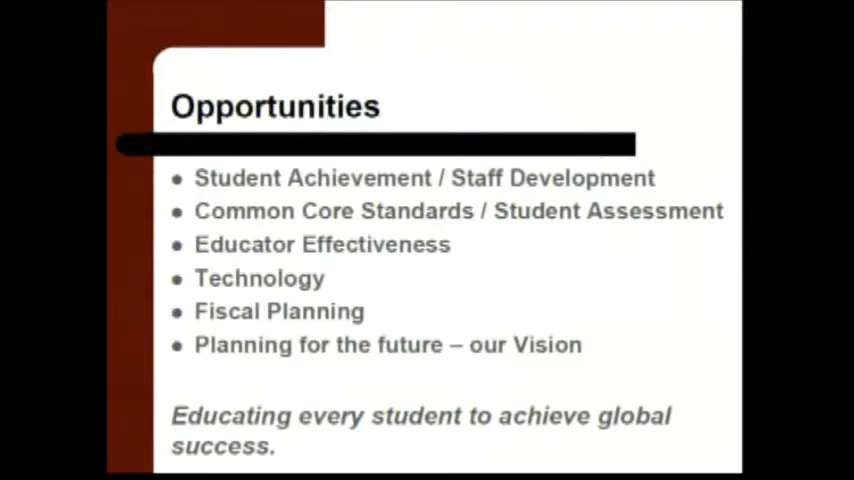 Opportunities
• Student Achievement / Staff Development
• Common Core Standards / Student Assessment
• Educator Effectiveness
• Technology
• Fiscal Planning
• Planning for the future – our Vision
Educating every student to achieve global
success.